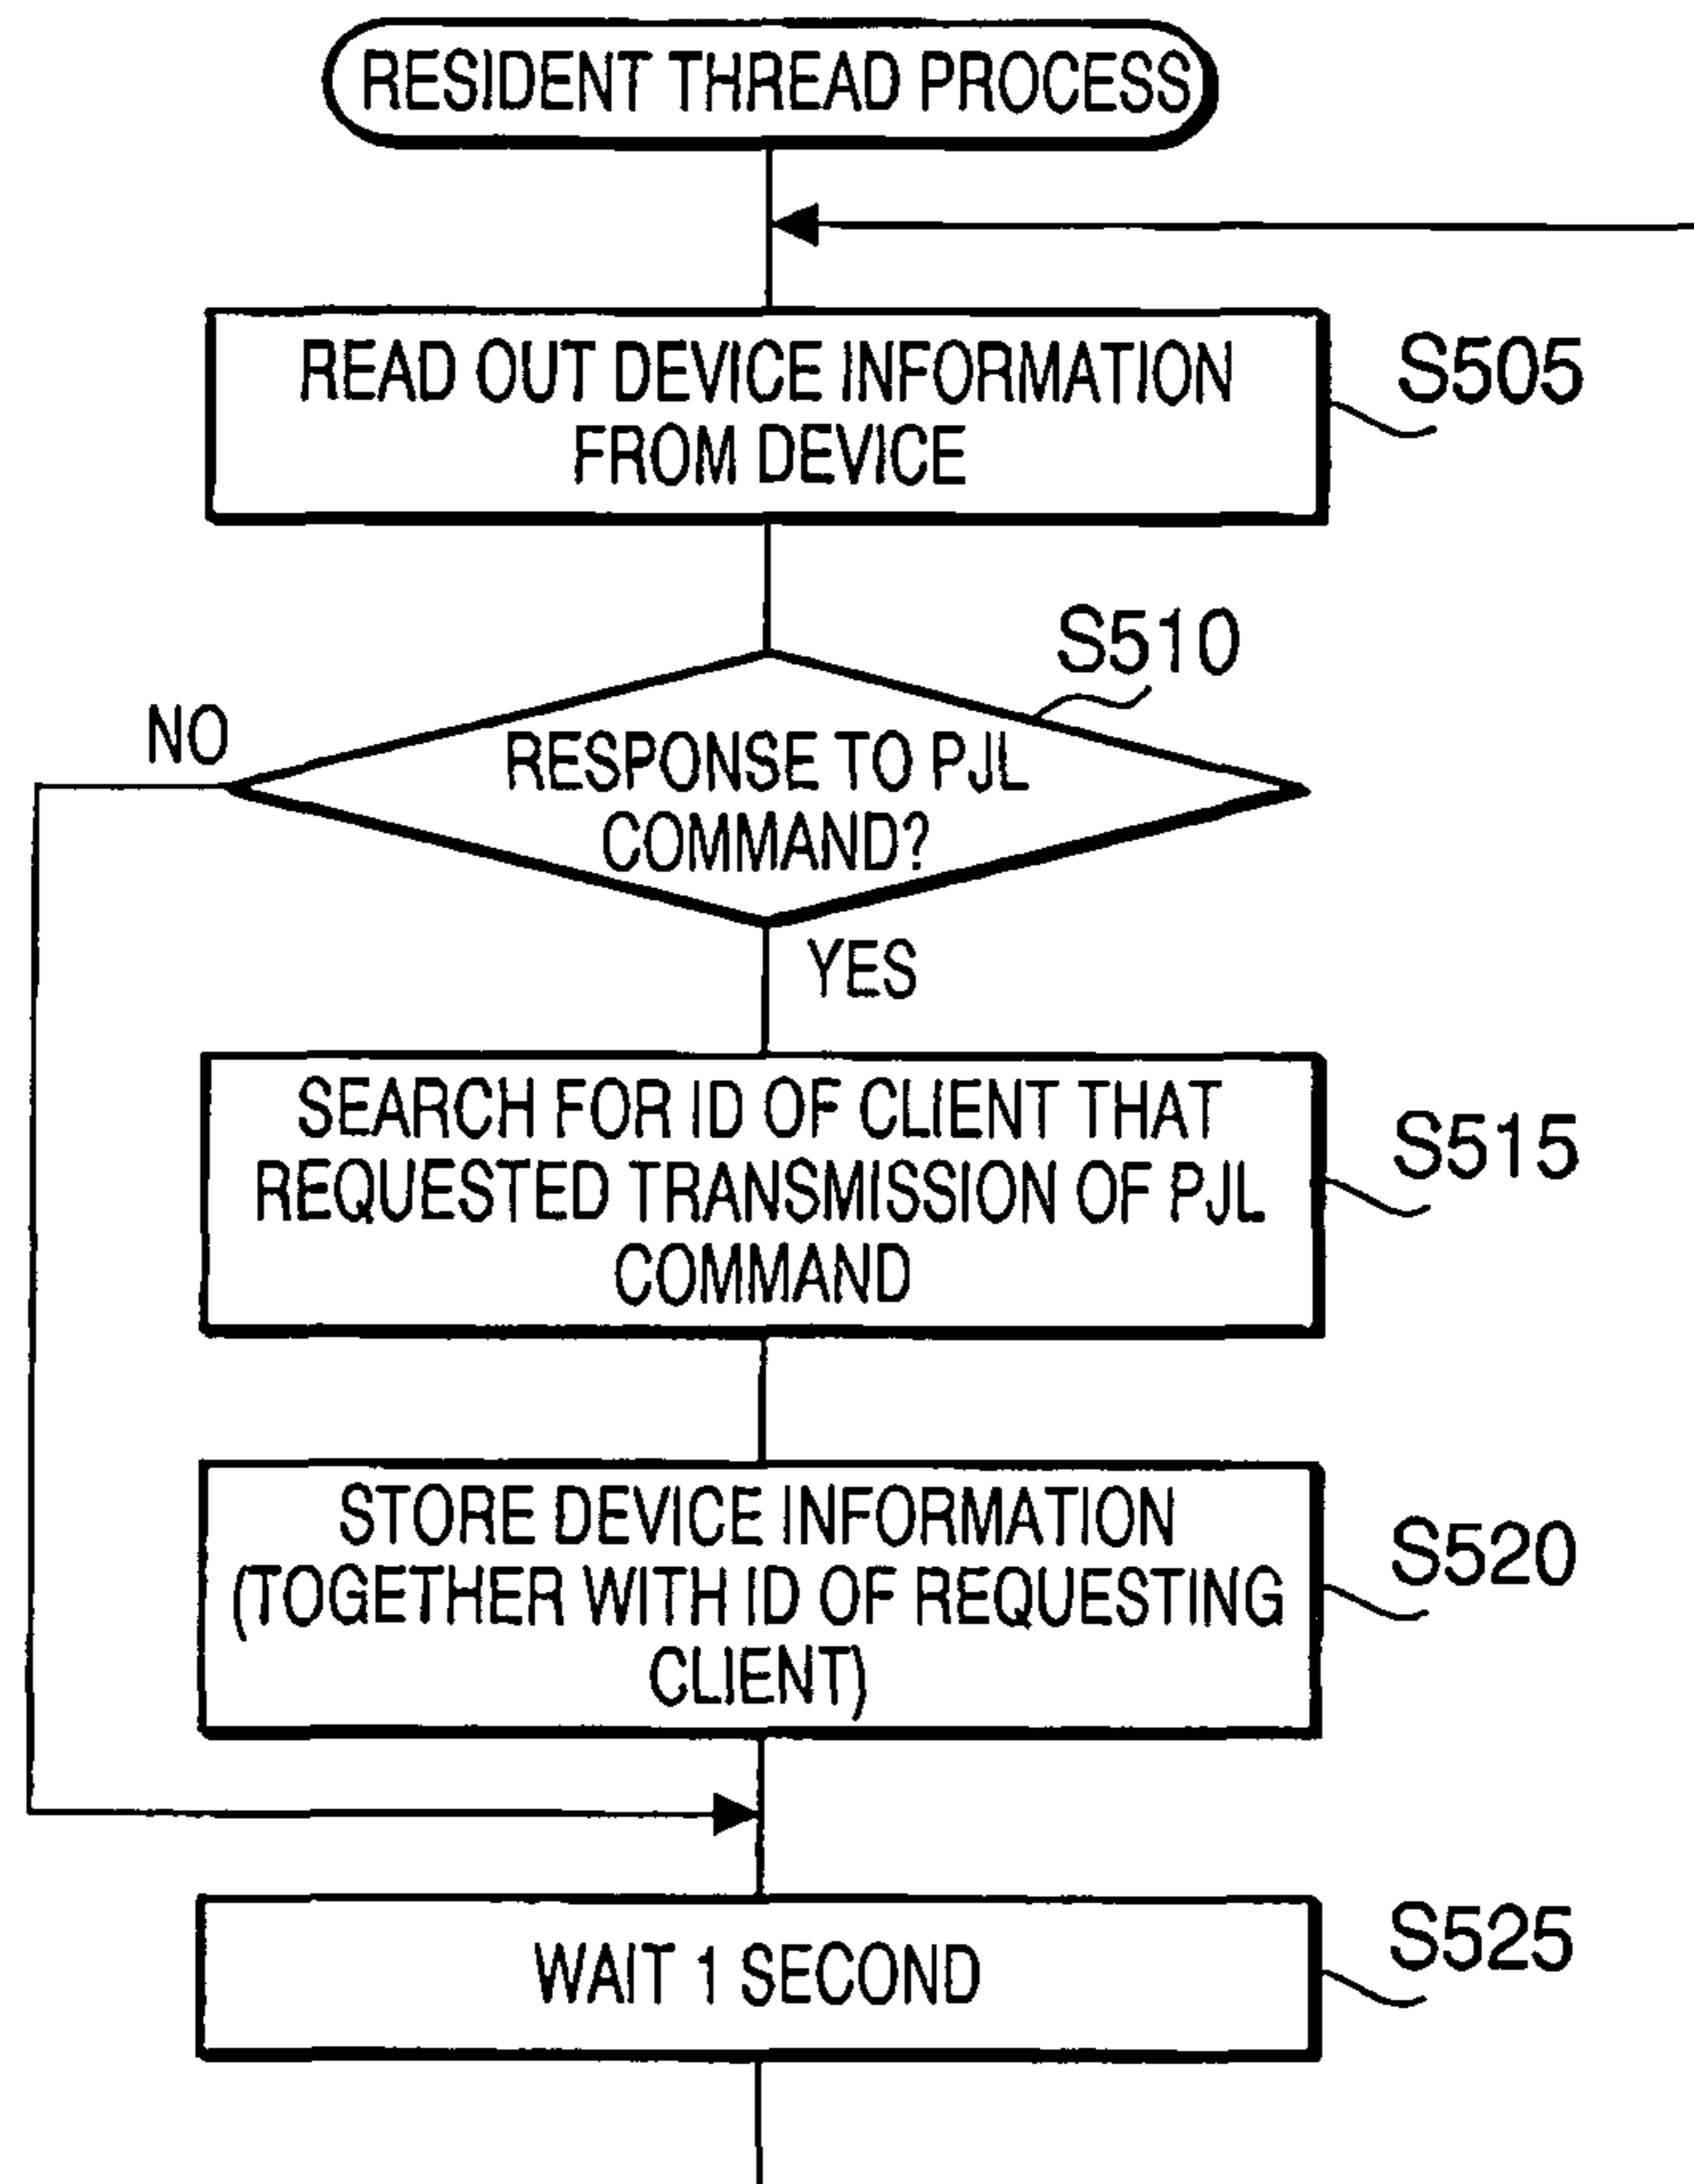 RESIDENT THREAD PROCESS
READ OUT DEVICE INFORMATION
FROM DEVICE
S505
S510
NO
RESPONSE TO PJL
COMMAND?
YES
SEARCH FOR ID OF CLIENT THAT
REQUESTED TRANSMISSION OF PJL
COMMAND
S515
STORE DEVICE INFORMATION
(TOGETHER WITH ID OF REQUESTING
CLIENT)
S520
WAIT 1 SECOND
S525